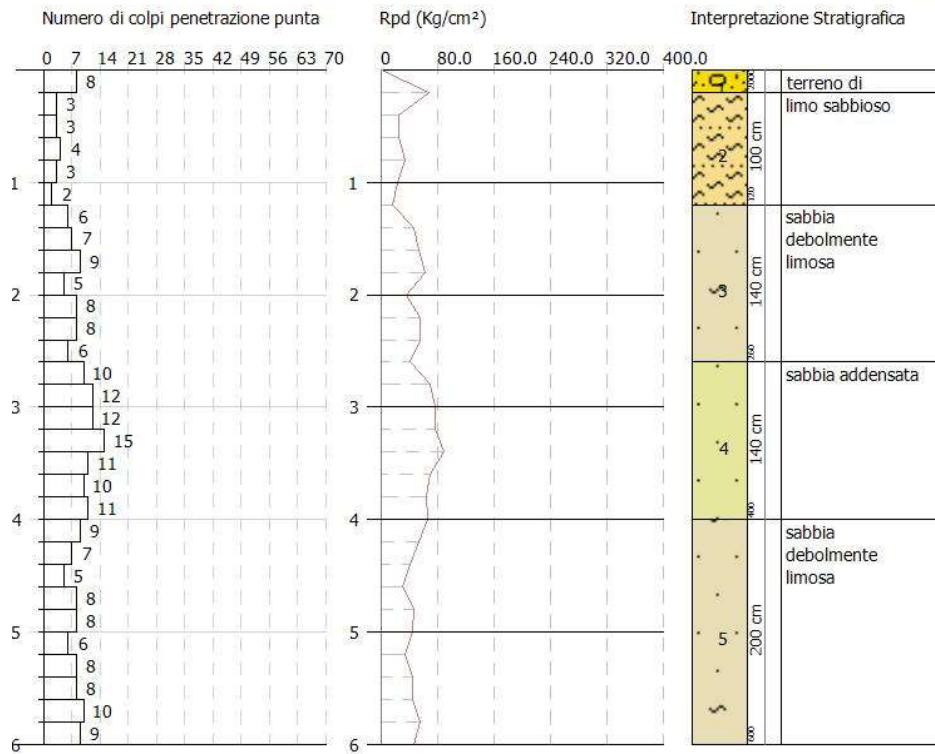 Numero di colpi penetrazione punta
Rpd (Kg/cm²)
Interpretazione Stratigrafica
0 7 14 21 28 35 42 49 56 63 70
0 80.0 160.0 240.0 320.0 400.0
8
3
3
4
3
1
2
6
7
9
5
2
8
8
6
10
12
3
12
15
11
10
11
4
9
7
5
8
8
5
6
8
8
10
9
6
1
2
3
4
5
6
1
terreno di
2
100 cm
120
limo sabbioso
3
140 cm
260
sabbia
debolmente
limosa
4
140 cm
400
sabbia addensata
5
200 cm
600
sabbia
debolmente
limosa